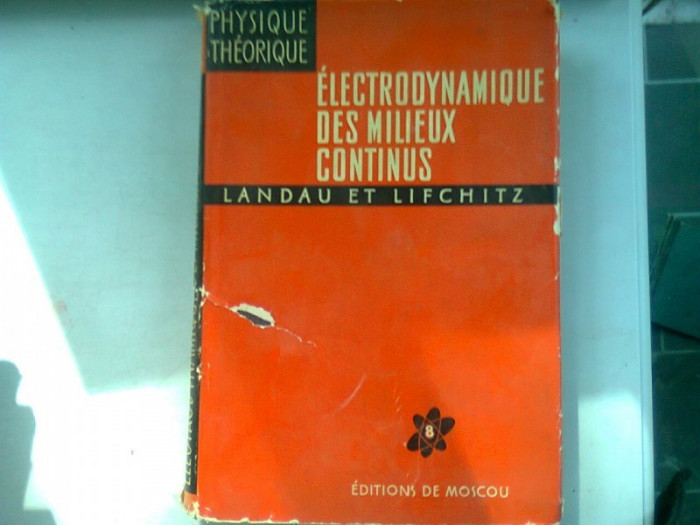 PHYSIQUE
THÉORIQUE
ÉLECTRODYNAMIQUE
DES MILIEUX
CONTINUS
LANDAU ET LIFCHITZ
8
ÉDITIONS DE MOSCOU